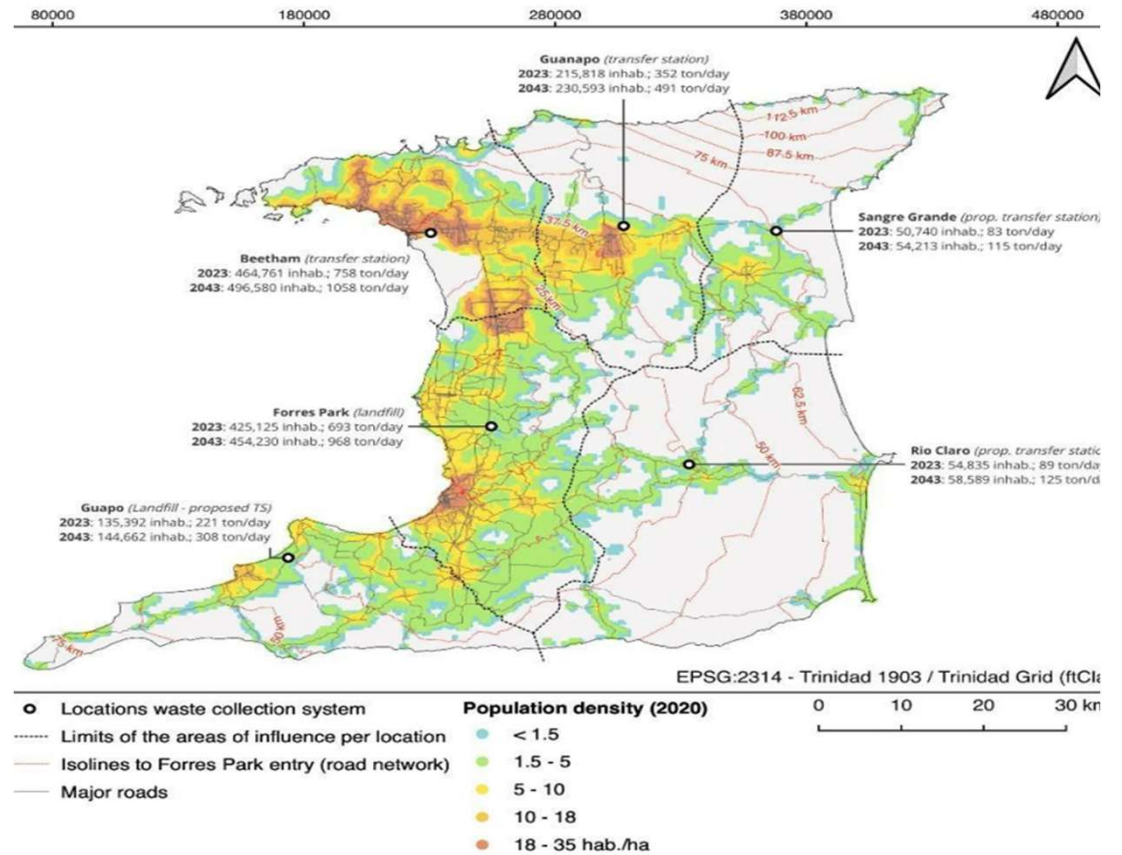 80000 180000 280000 380000 480000
Guanapo (transfer station)
2023: 215,818 inhab.; 352 ton/day
2043: 230,593 inhab.; 491 ton/day
112.5 km
100 km
87.5 km
75 km
37.5 km
25 km
Sangre Grande (prop. transfer station)
2023: 50,740 inhab.; 83 ton/day
2043: 54,213 inhab.; 115 ton/day
Beetham (transfer station)
2023: 464,761 inhab.; 758 ton/day
2043: 496,580 inhab.; 1058 ton/day
62.5 km
Forres Park (landfill)
2023: 425,125 inhab.; 693 ton/day
2043: 454,230 inhab.; 968 ton/day
50 km
Rio Claro (prop. transfer static
2023: 54,835 inhab.; 89 ton/da
2043: 58,589 inhab.; 125 ton/d
Guapo (Landfill - proposed TS)
2023: 135,392 inhab.; 221 ton/day
2043: 144,662 inhab.; 308 ton/day
50 km
75 km
EPSG:2314 - Trinidad 1903 / Trinidad Grid (ftCla
Locations waste collection system
Limits of the areas of influence per location
Isolines to Forres Park entry (road network)
Major roads
Population density (2020)
< 1.5
1.5 - 5
5 - 10
10 - 18
18 - 35 hab./ha
0 10 20 30 km